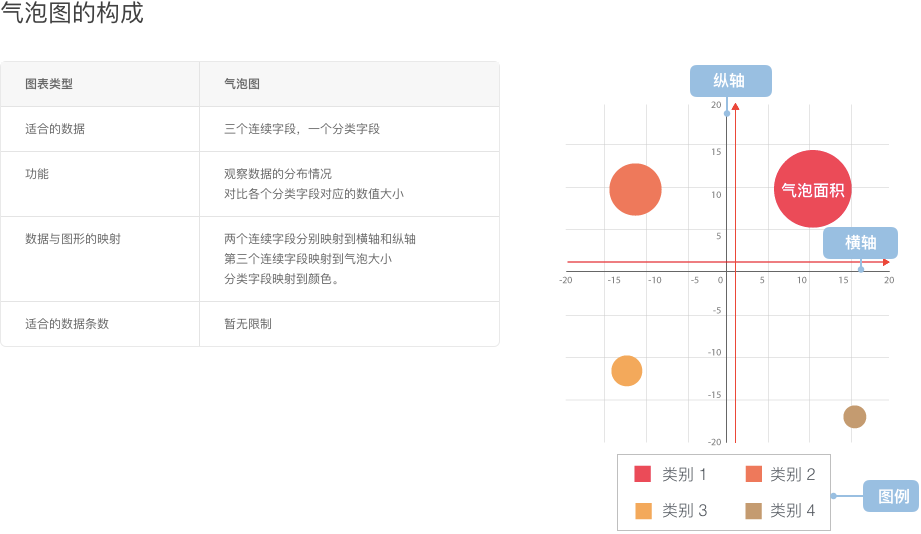 气泡图的构成
图表类型
气泡图
适合的数据
三个连续字段，一个分类字段
功能
观察数据的分布情况
对比各个分类字段对应的数值大小
数据与图形的映射
两个连续字段分别映射到横轴和纵轴
第三个连续字段映射到气泡大小
分类字段映射到颜色。
适合的数据条数
暂无限制
纵轴
20
15
10
5
气泡面积
横轴
-20 -15 -10 -5 0 5 10 15 20
-5
-10
-15
-20
类别 1
类别 2
类别 3
类别 4
图例